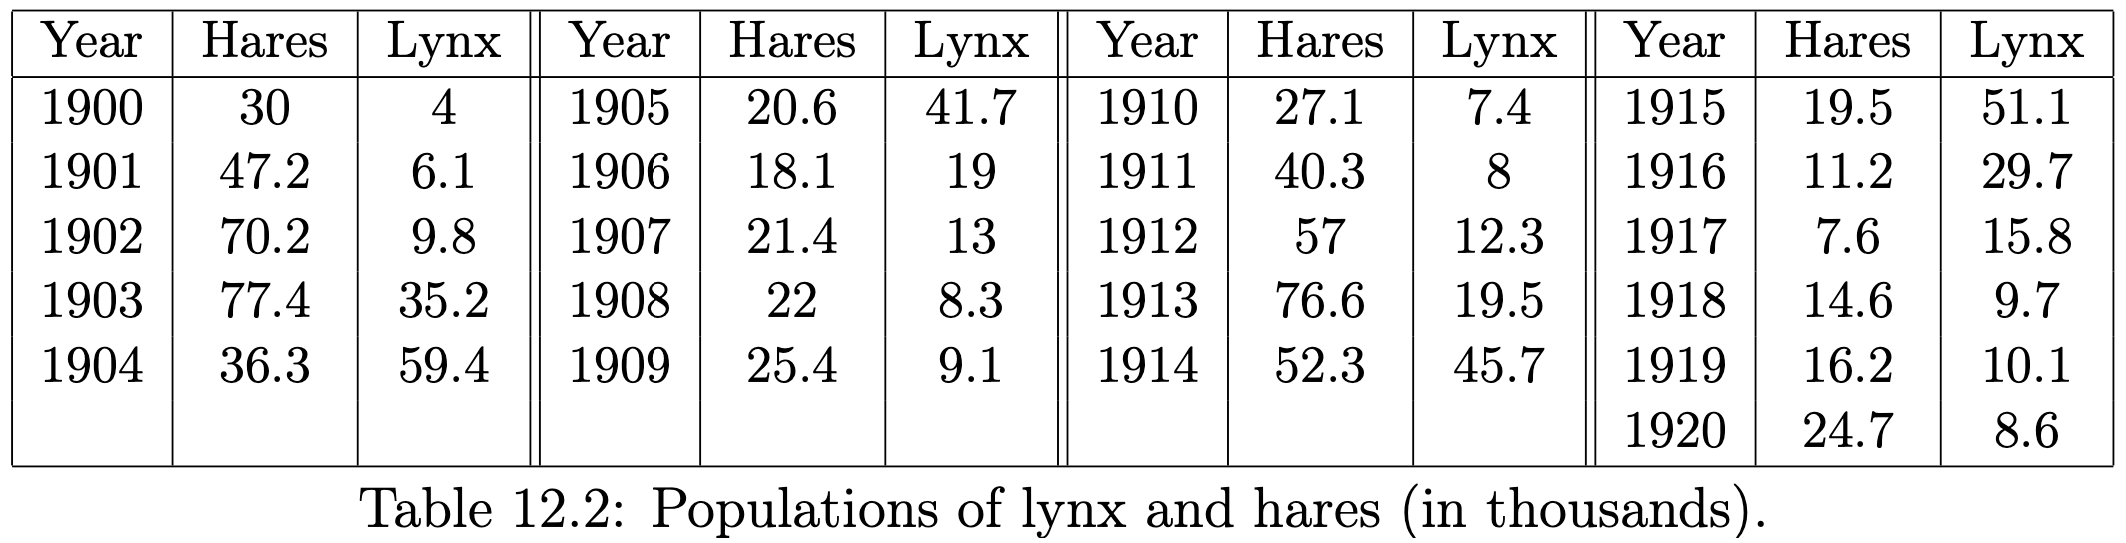 Year Hares Lynx Year Hares Lynx Year Hares Lynx Year Hares Lynx
1900 30 4 1905 20.6 41.7 1910 27.1 7.4 1915 19.5 51.1
1901 47.2 6.1 1906 18.1 19 1911 40.3 8 1916 11.2 29.7
1902 70.2 9.8 1907 21.4 13 1912 57 12.3 1917 7.6 15.8
1903 77.4 35.2 1908 22 8.3 1913 76.6 19.5 1918 14.6 9.7
1904 36.3 59.4 1909 25.4 9.1 1914 52.3 45.7 1919 16.2 10.1
1920 24.7 8.6
Table 12.2: Populations of lynx and hares (in thousands).